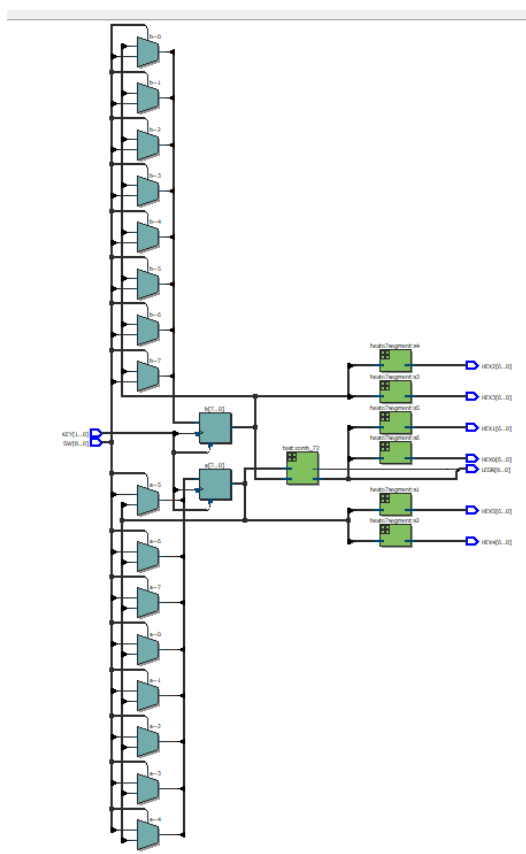 b~0
b~1
b~2
b~3
b~4
b~5
b~6
b~7
hexto7segment:s4
HEX2[6..0]
hexto7segment:s3
HEX3[6..0]
hexto7segment:s5
HEX1[6..0]
b[7..0]
KEY[1..0]
SW[8..0]
hexto7segment:s6
HEX0[6..0]
LEDR[8..0]
a[7..0]
a~5
hexto7segment:s1
HEX5[6..0]
hexto7segment:s2
HEX4[6..0]
a~6
a~7
a~0
a~1
a~2
a~3
a~4